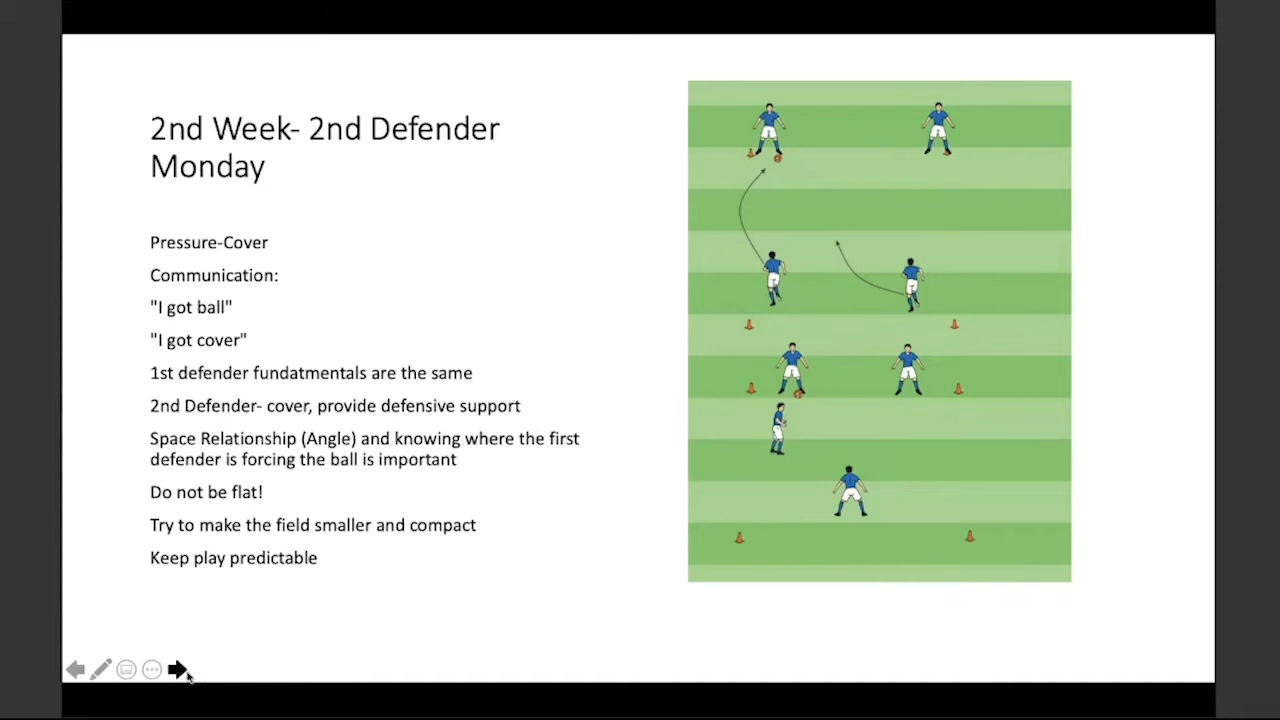 2nd Week- 2nd Defender
Monday
Pressure-Cover
Communication:
"I got ball"
"I got cover"
1st defender fundatmentals are the same
2nd Defender- cover, provide defensive support
Space Relationship (Angle) and knowing where the first
defender is forcing the ball is important
Do not be flat!
Try to make the field smaller and compact
Keep play predictable